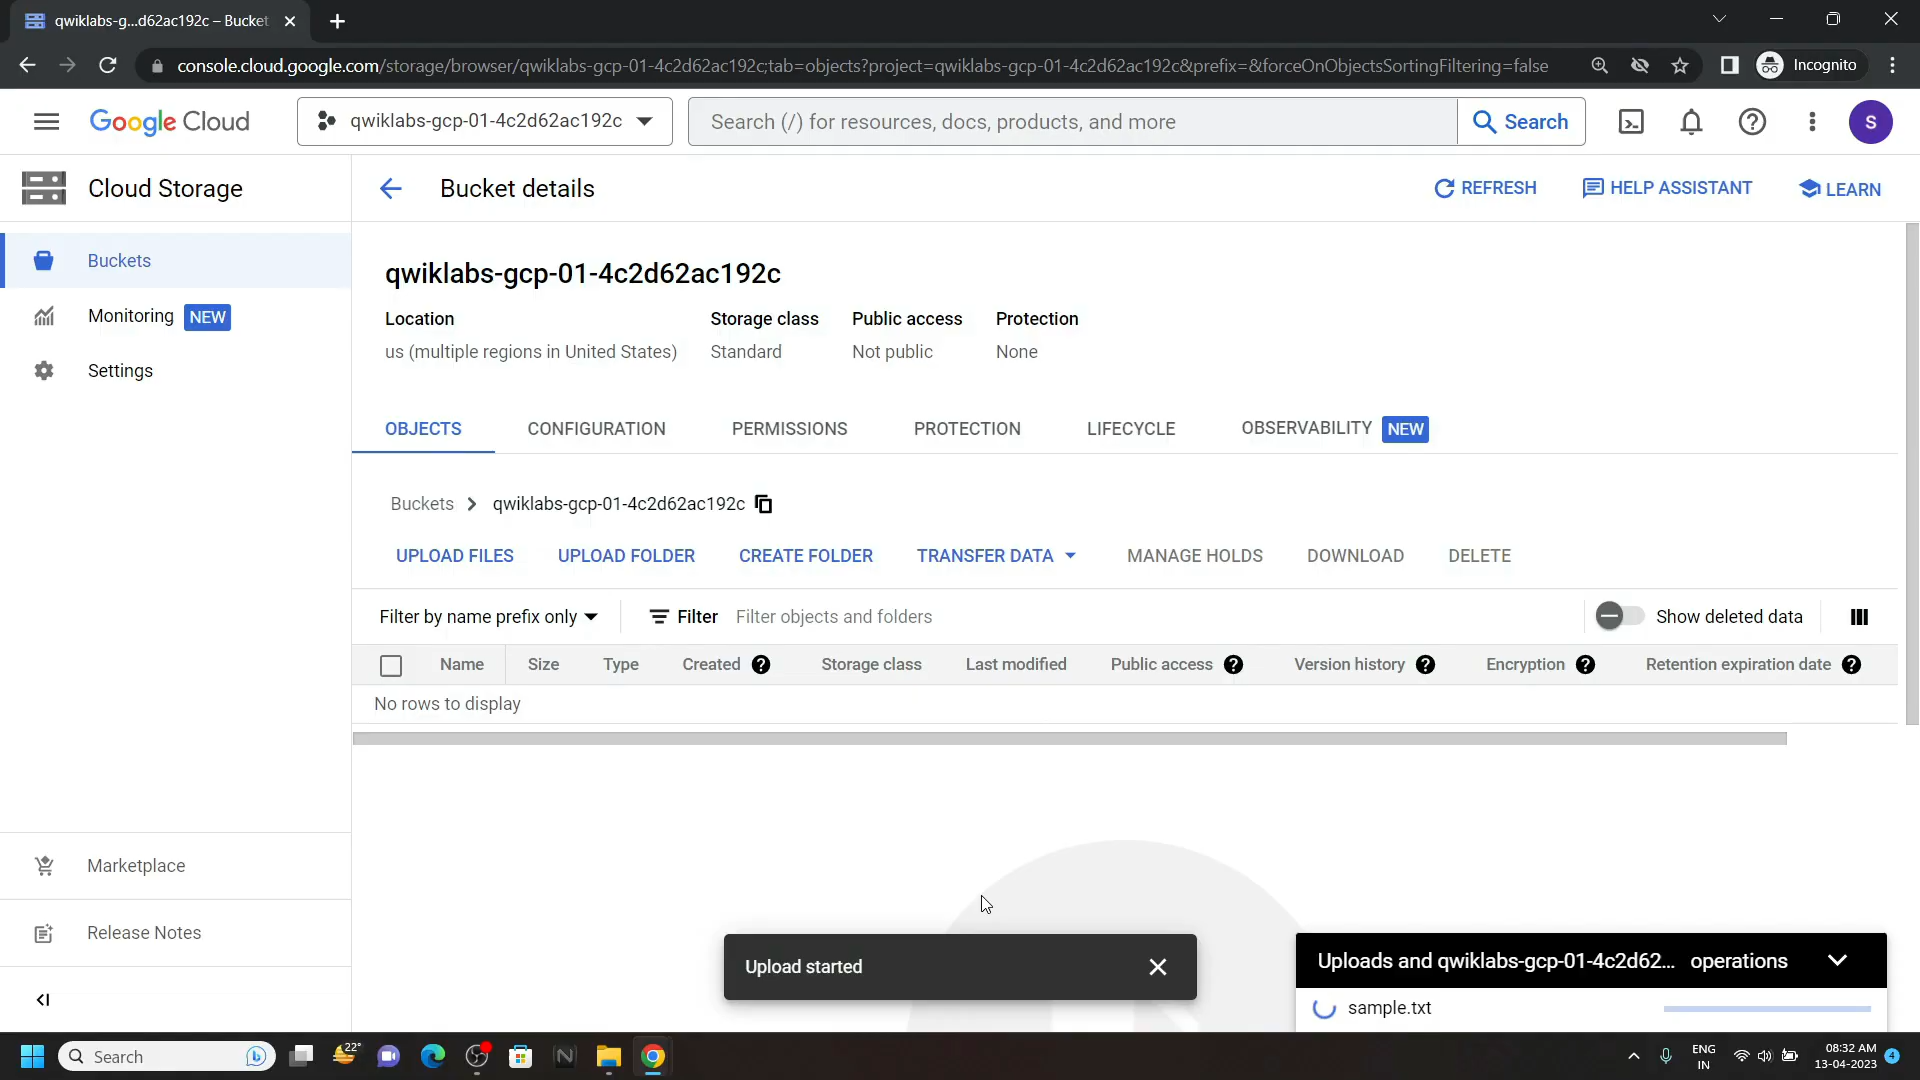 qwiklabs-g...d62ac192c – Bucket
console.cloud.google.com/storage/browser/qwiklabs-gcp-01-4c2d62ac192c;tab=objects?project=qwiklabs-gcp-01-4c2d62ac192c&prefix=&forceOnObjectsSortingFiltering=false
Incognito
Google Cloud
qwiklabs-gcp-01-4c2d62ac192c
Search (/) for resources, docs, products, and more
Search
S
Cloud Storage
Bucket details
REFRESH
HELP ASSISTANT
LEARN
Buckets
Monitoring NEW
Settings
qwiklabs-gcp-01-4c2d62ac192c
Location Storage class Public access Protection
us (multiple regions in United States) Standard Not public None
OBJECTS CONFIGURATION PERMISSIONS PROTECTION LIFECYCLE OBSERVABILITY NEW
Buckets > qwiklabs-gcp-01-4c2d62ac192c
UPLOAD FILES UPLOAD FOLDER CREATE FOLDER TRANSFER DATA MANAGE HOLDS DOWNLOAD DELETE
Filter by name prefix only Filter Filter objects and folders Show deleted data
Name Size Type Created Storage class Last modified Public access Version history Encryption Retention expiration date
No rows to display
Marketplace
Release Notes
Upload started
Uploads and qwiklabs-gcp-01-4c2d62... operations
sample.txt
Search
22°
ENG
IN
08:32 AM
13-04-2023
4